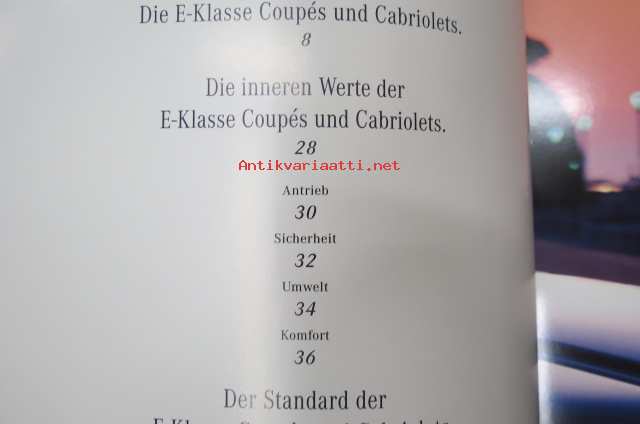 Die E-Klasse Coupés und Cabriolets.
8
Die inneren Werte der
E-Klasse Coupés und Cabriolets.
28
Antikvariaatti.net
Antrieb
30
Sicherheit
32
Umwelt
34
Komfort
36
Der Standard der